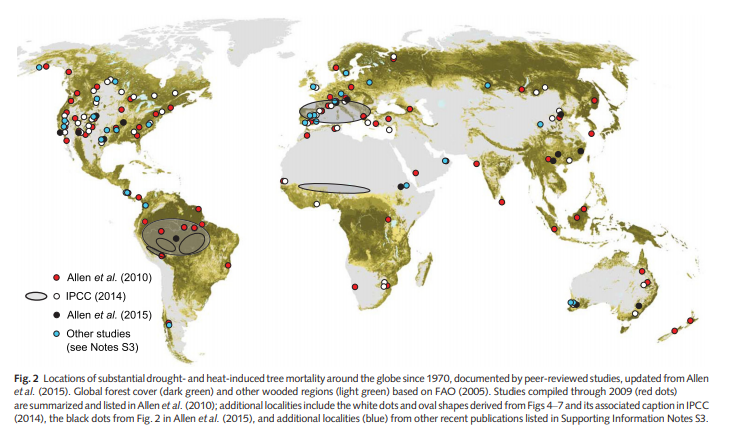 Allen et al. (2010)
IPCC (2014)
Allen et al. (2015)
Other studies
(see Notes S3)
Fig. 2 Locations of substantial drought- and heat-induced tree mortality around the globe since 1970, documented by peer-reviewed studies, updated from Allen
et al. (2015). Global forest cover (dark green) and other wooded regions (light green) based on FAO (2005). Studies compiled through 2009 (red dots)
are summarized and listed in Allen et al. (2010); additional localities include the white dots and oval shapes derived from Figs 4–7 and its associated caption in IPCC
(2014), the black dots from Fig. 2 in Allen et al. (2015), and additional localities (blue) from other recent publications listed in Supporting Information Notes S3.